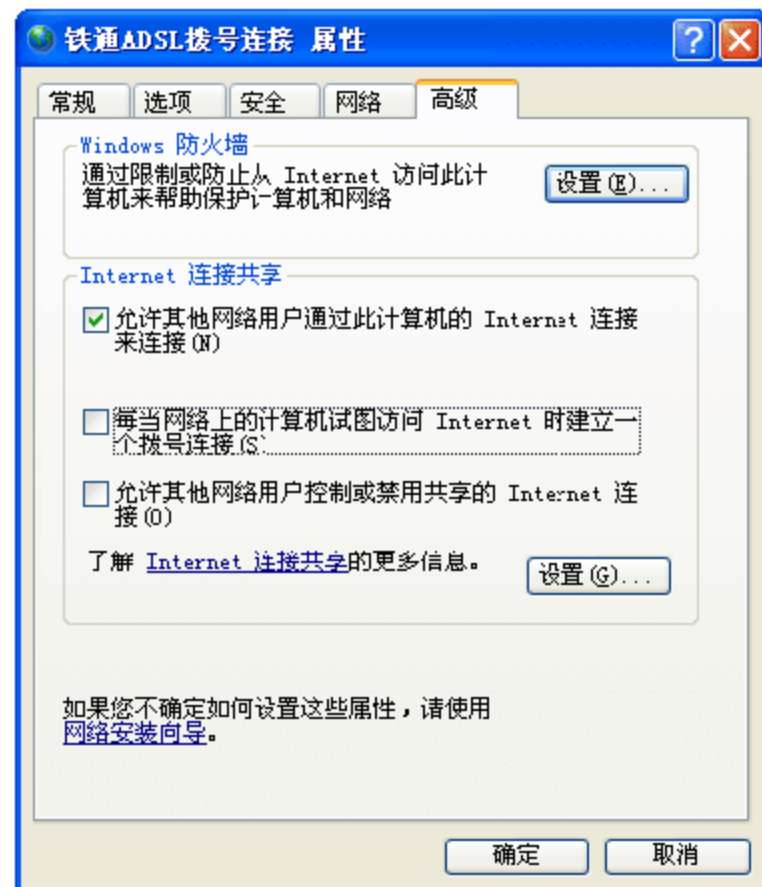 铁通ADSL拨号连接 属性
常规 选项 安全 网络 高级
Windows 防火墙
通过限制或防止从 Internet 访问此计
算机来帮助保护计算机和网络
设置(E)...
Internet 连接共享
允许其他网络用户通过此计算机的 Internet 连接
来连接(N)
每当网络上的计算机试图访问 Internet 时建立一
个拨号连接(S)
允许其他网络用户控制或禁用共享的 Internet 连
接(O)
了解 Internet 连接共享的更多信息。
设置(G)...
如果您不确定如何设置这些属性，请使用
网络安装向导。
确定 取消